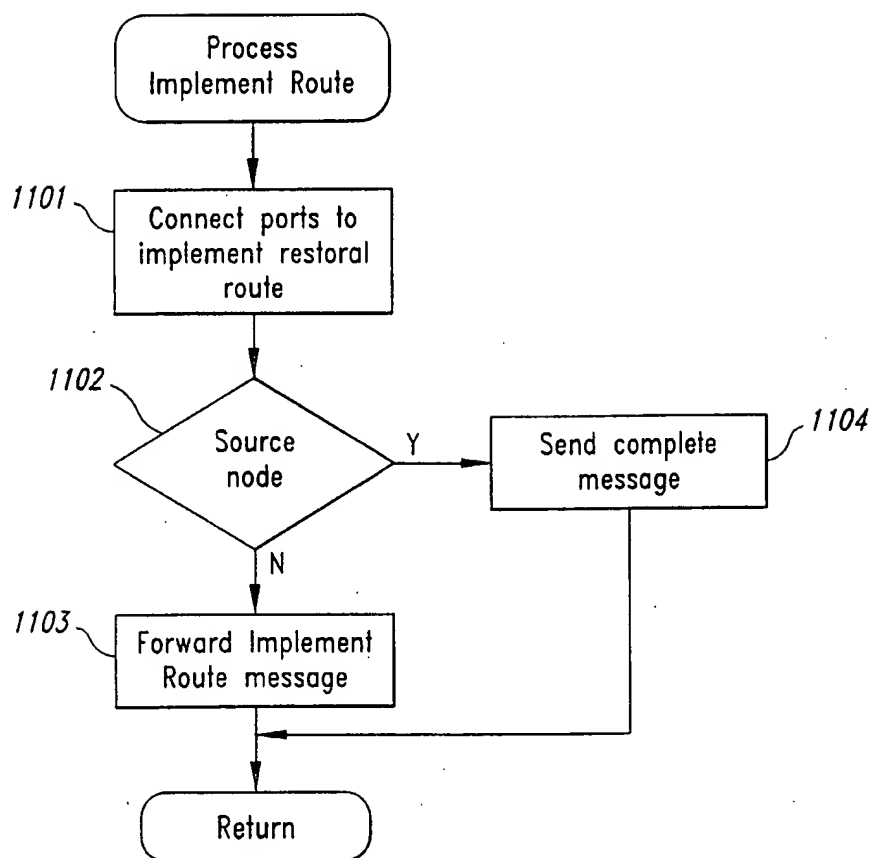 Process
Implement Route
1101
Connect ports to
implement restoral
route
1102
Source
node
Y
1104
Send complete
message
N
1103
Forward Implement
Route message
Return